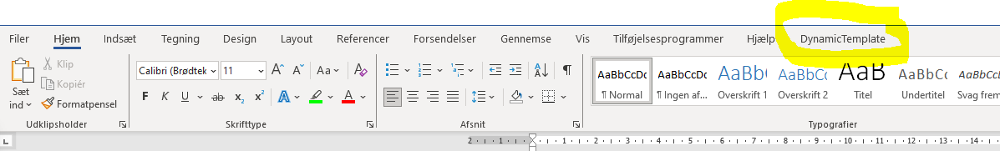 Filer Hjem Indsæt Tegning Design Layout Referencer Forsendelser Gennemse Vis Tilføjelsesprogrammer Hjælp DynamicTemplate
Sæt ind
Klip
Kopiér
Formatpensel
Udklipsholder
Calibri (Brødtek 11 A A Aa A
F K U ab x₂ x² A A
Skrifttype
Afsnit
AaBbCcDc AaBbCcDc AaBbCc AaBbCc AaB AaBbCcD AaBbCcDc
¶ Normal ¶ Ingen af... Overskrift 1 Overskrift 2 Titel Undertitel Svag frem
Typografier
2 1 1 2 3 4 5 6 7 8 9 10 11 12 13 14